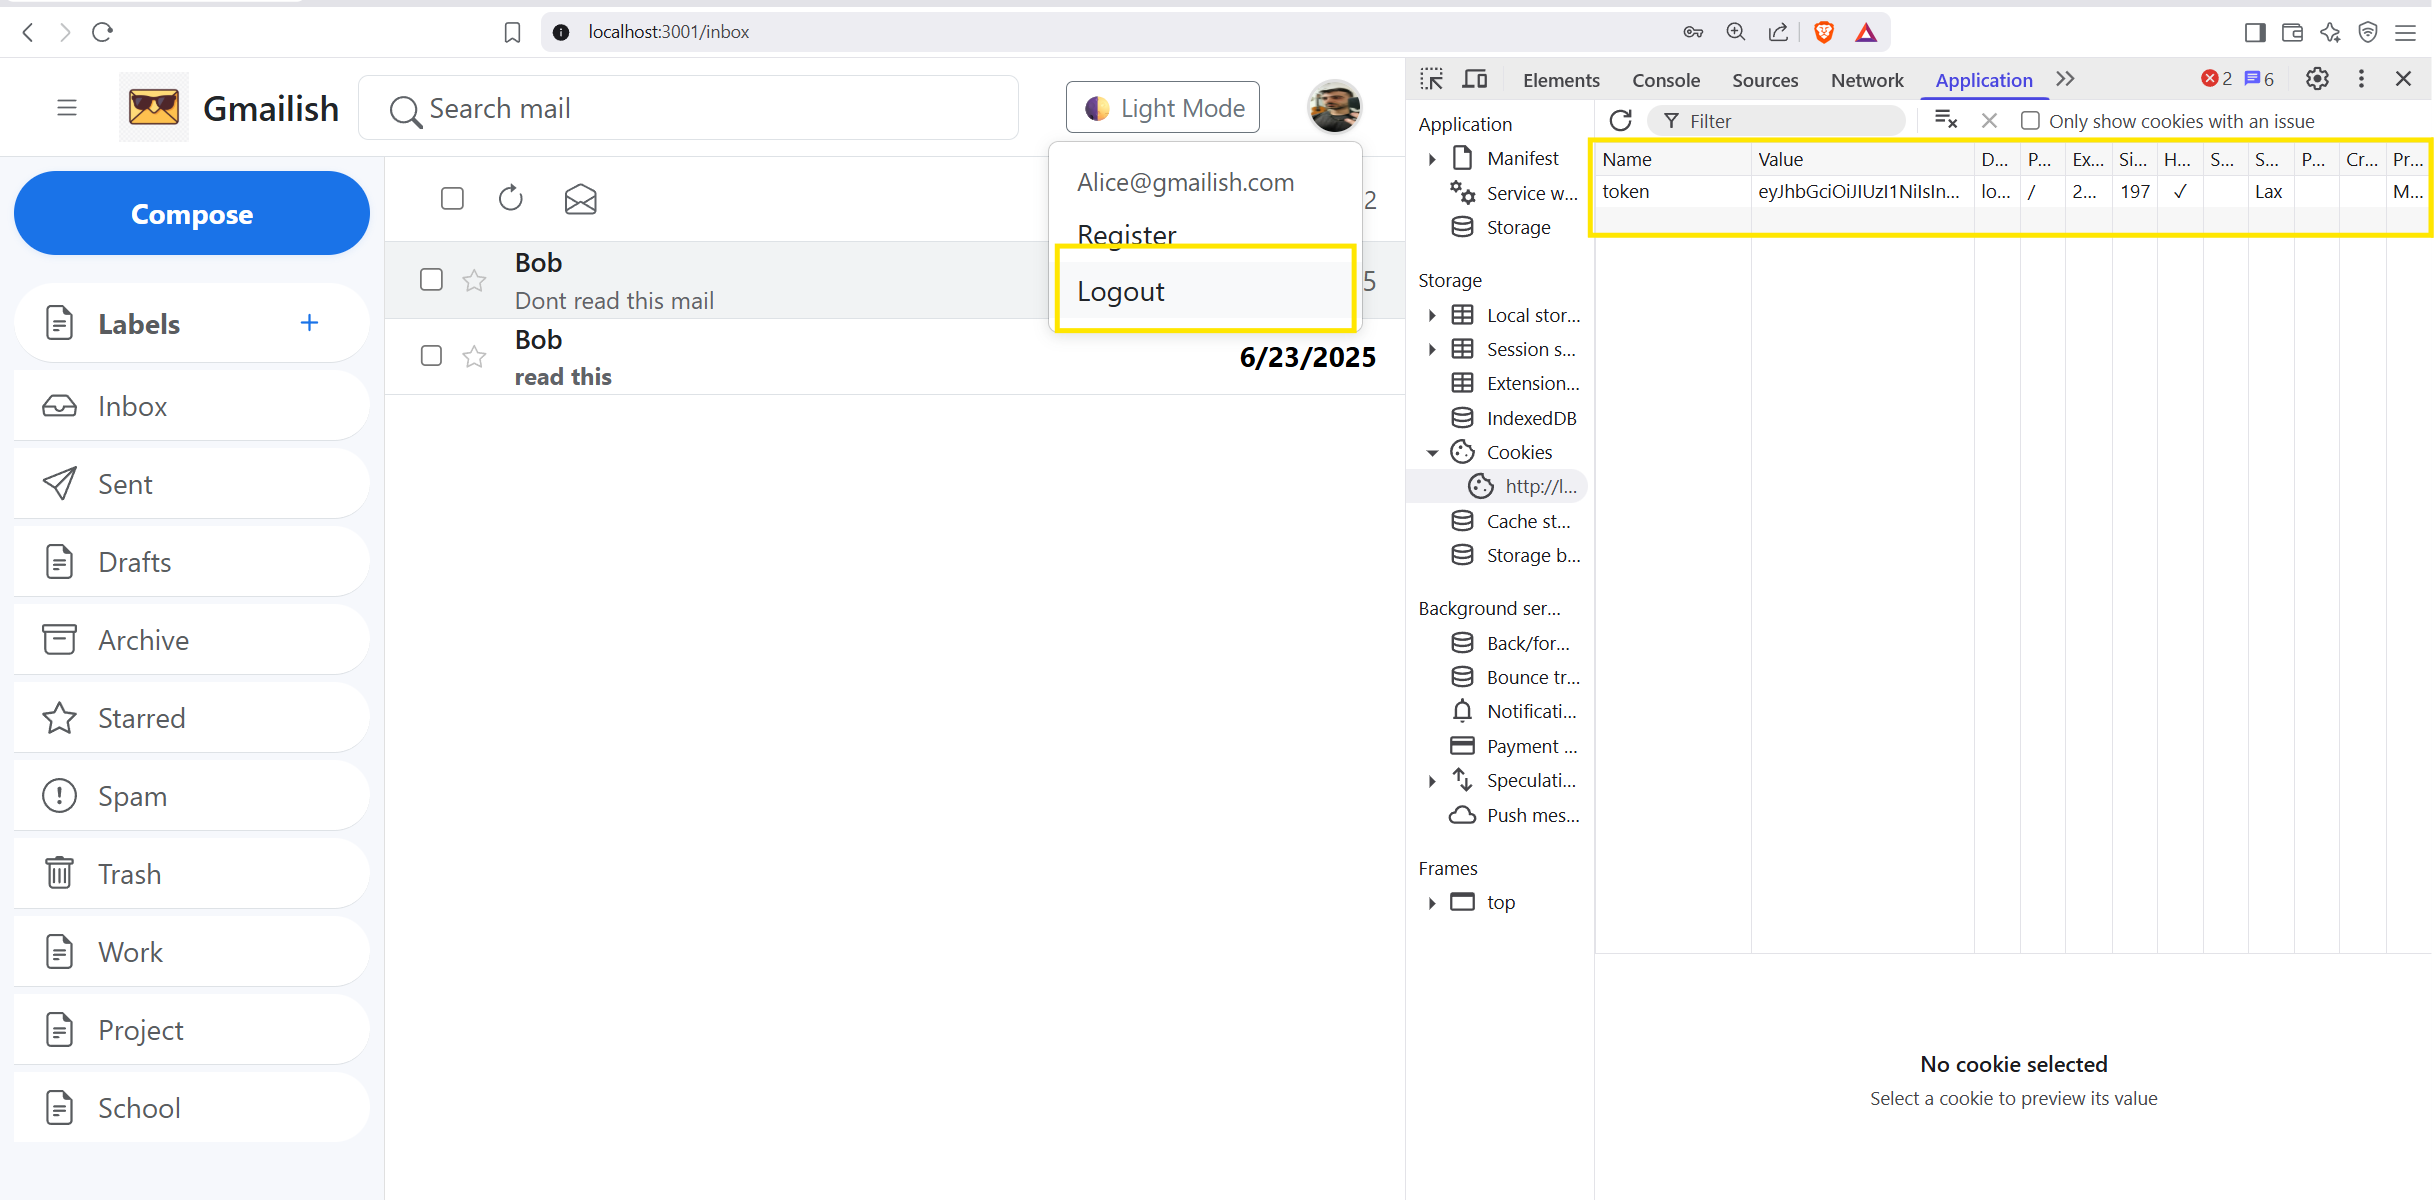 localhost:3001/inbox
Gmailish
Search mail
Light Mode
Alice@gmailish.com
Register
Logout
Compose
Labels
Inbox
Sent
Drafts
Archive
Starred
Spam
Trash
Work
Project
School
2
Bob
Dont read this mail
5
Bob
read this
6/23/2025
Elements
Console
Sources
Network
Application
2
6
Application
Manifest
Service w...
Storage
Storage
Local stor...
Session s...
Extension...
IndexedDB
Cookies
http://l...
Cache st...
Storage b...
Background ser...
Back/for...
Bounce tr...
Notificati...
Payment ...
Speculati...
Push mes...
Frames
top
Filter
Only show cookies with an issue
Name Value D... P... Ex... Si... H... S... S... P... Cr... Pr...
token eyJhbGciOiJIUzI1NiIsIn... lo... / 2... 197 ✓ Lax M...
No cookie selected
Select a cookie to preview its value